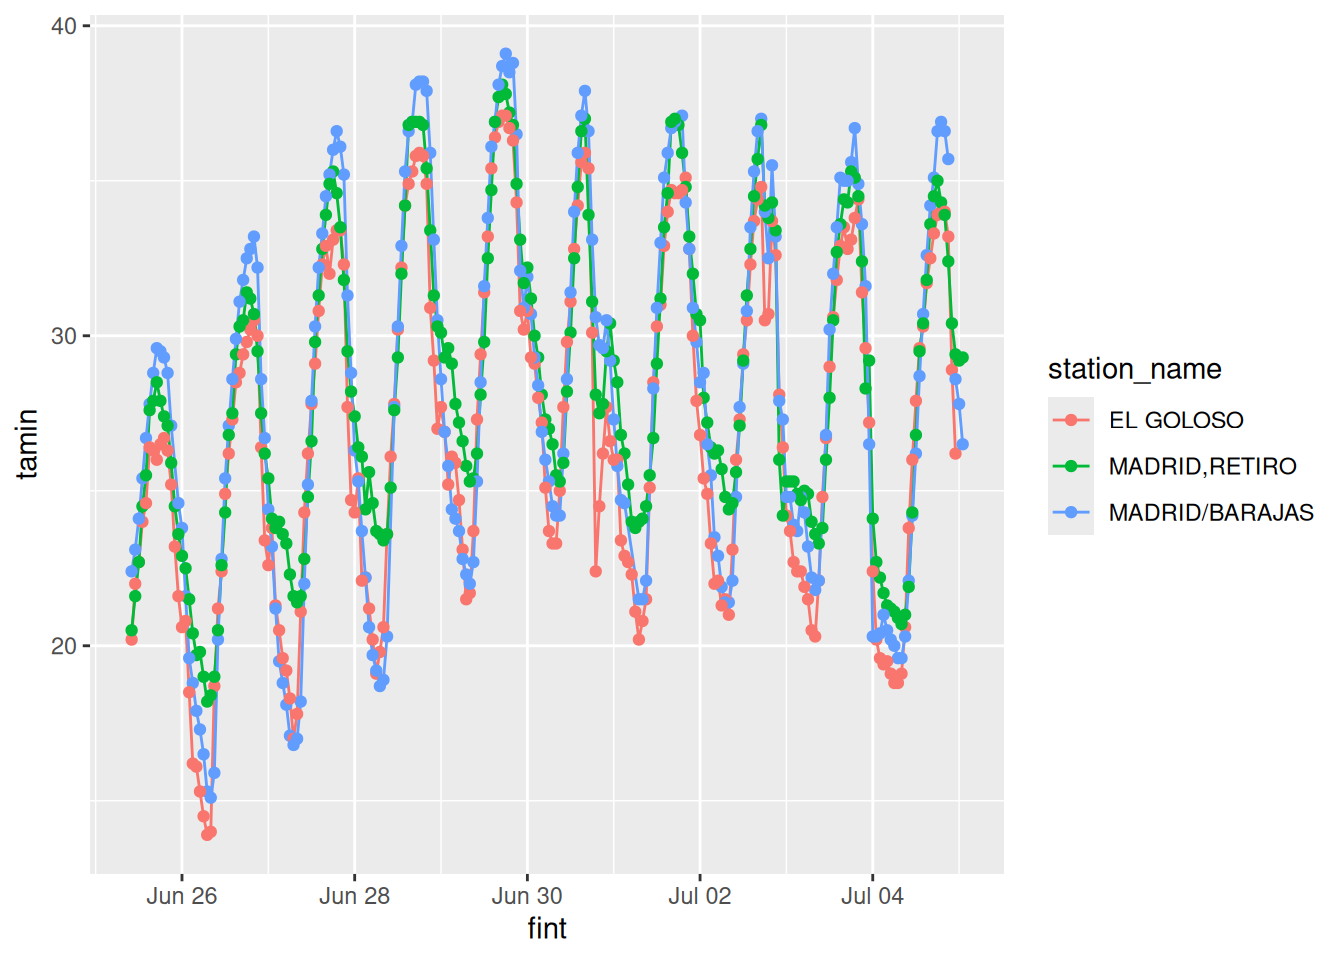 40
30
20
tamin
Jun 26
Jun 28
Jun 30
Jul 02
Jul 04
fint
station_name
EL GOLOSO
MADRID,RETIRO
MADRID/BARAJAS